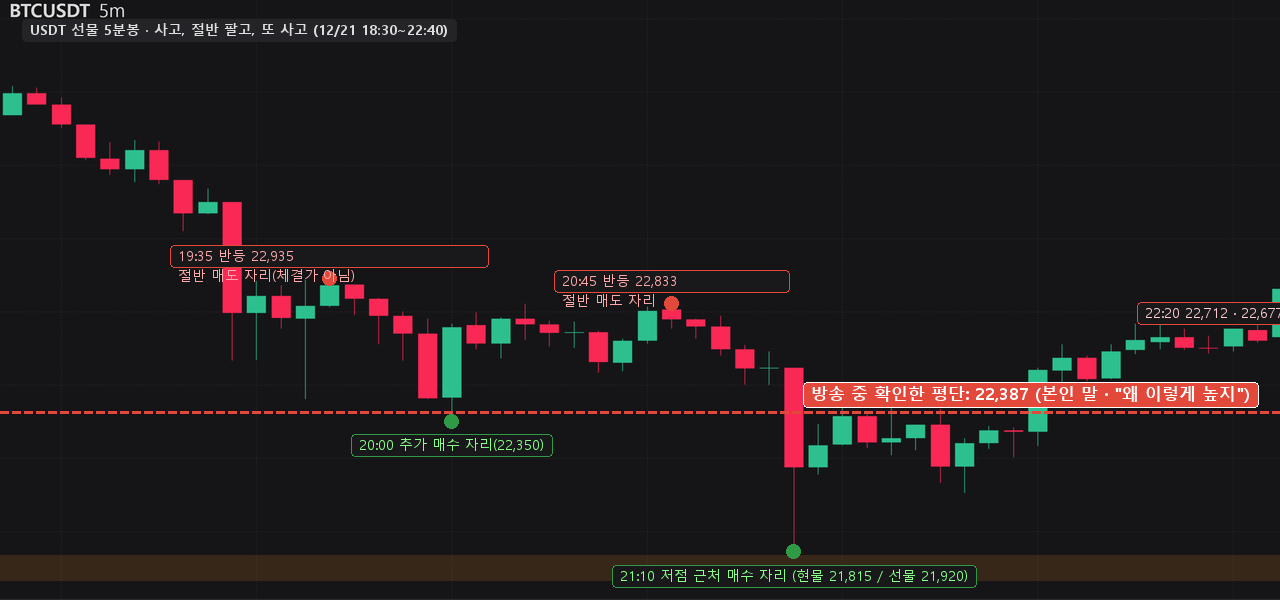 BTCUSDT 5m
USDT 선물 5분봉 · 사고, 절반 팔고, 또 사고 (12/21 18:30~22:40)
19:35 반등 22,935
절반 매도 자리(체결가 아님)
20:45 반등 22,833
절반 매도 자리
22:20 22,712 · 22,677
방송 중 확인한 평단: 22,387 (본인 말 · "왜 이렇게 높지")
20:00 추가 매수 자리(22,350)
21:10 저점 근처 매수 자리 (현물 21,815 / 선물 21,920)